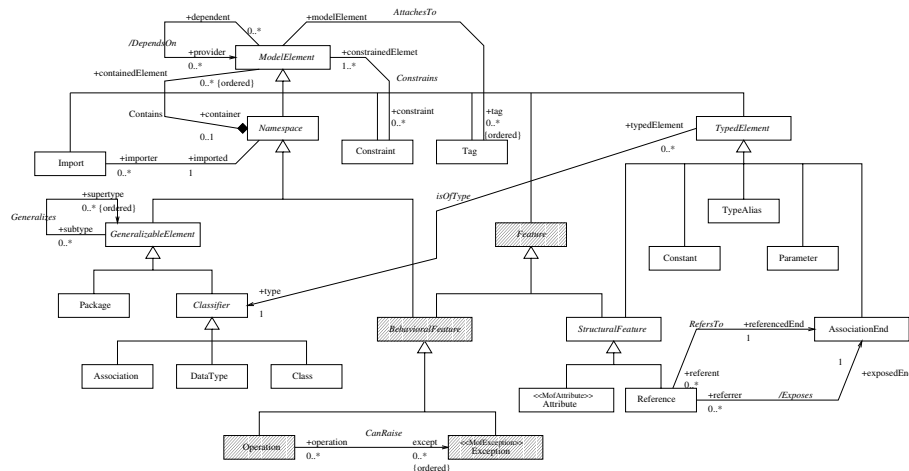 +dependent
+modelElement
AttachesTo
0..*
/DependsOn
+provider
0..*
ModelElement
+constrainedElemet
1..*
+containedElement
0..* {ordered}
Constrains
Contains
+container
0..1
Namespace
+constraint
0..*
+tag
0..*
{ordered}
+typedElement
0..*
TypedElement
Import
+importer
0..*
+imported
1
Constraint
Tag
+supertype
0..* {ordered}
Generalizes
+subtype
0..*
GeneralizableElement
isOfType
TypeAlias
Feature
Constant
Parameter
Package
Classifier
+type
1
BehavioralFeature
StructuralFeature
RefersTo
+referencedEnd
1
AssociationEnd
Association
DataType
Class
+referent
0..*
1
+exposedEnd
<<MofAttribute>>
Attribute
Reference
+referrer
0..*
/Exposes
Operation
+operation
0..*
CanRaise
except
0..*
{ordered}
<<MofException>>
Exception